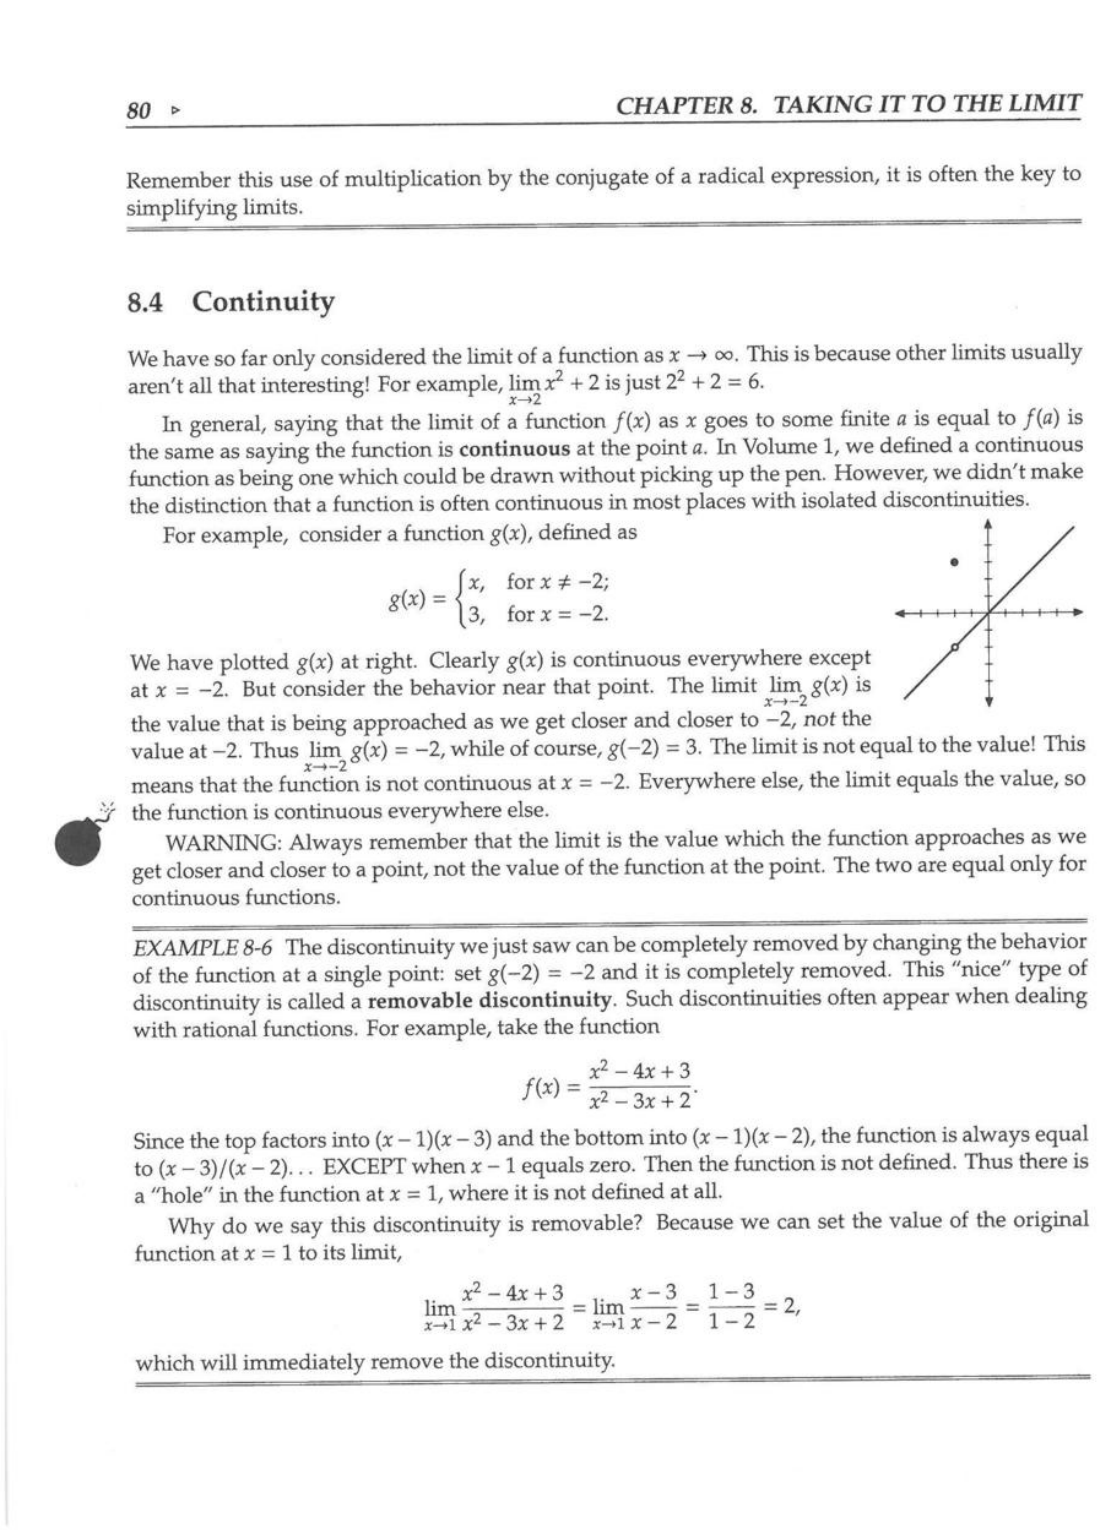 80 ▹ CHAPTER 8. TAKING IT TO THE LIMIT
Remember this use of multiplication by the conjugate of a radical expression, it is often the key to
simplifying limits.
8.4 Continuity
We have so far only considered the limit of a function as x → ∞. This is because other limits usually
aren't all that interesting! For example, lim x→2 x² + 2 is just 2² + 2 = 6.
In general, saying that the limit of a function f(x) as x goes to some finite a is equal to f(a) is
the same as saying the function is continuous at the point a. In Volume 1, we defined a continuous
function as being one which could be drawn without picking up the pen. However, we didn't make
the distinction that a function is often continuous in most places with isolated discontinuities.
For example, consider a function g(x), defined as
g(x) = { x, for x ≠ −2;
3, for x = −2.
We have plotted g(x) at right. Clearly g(x) is continuous everywhere except
at x = −2. But consider the behavior near that point. The limit lim x→−2 g(x) is
the value that is being approached as we get closer and closer to −2, not the
value at −2. Thus lim x→−2 g(x) = −2, while of course, g(−2) = 3. The limit is not equal to the value! This
means that the function is not continuous at x = −2. Everywhere else, the limit equals the value, so
the function is continuous everywhere else.
WARNING: Always remember that the limit is the value which the function approaches as we
get closer and closer to a point, not the value of the function at the point. The two are equal only for
continuous functions.
EXAMPLE 8-6 The discontinuity we just saw can be completely removed by changing the behavior
of the function at a single point: set g(−2) = −2 and it is completely removed. This "nice" type of
discontinuity is called a removable discontinuity. Such discontinuities often appear when dealing
with rational functions. For example, take the function
f(x) = (x² − 4x + 3)/(x² − 3x + 2).
Since the top factors into (x − 1)(x − 3) and the bottom into (x − 1)(x − 2), the function is always equal
to (x − 3)/(x − 2)... EXCEPT when x − 1 equals zero. Then the function is not defined. Thus there is
a "hole" in the function at x = 1, where it is not defined at all.
Why do we say this discontinuity is removable? Because we can set the value of the original
function at x = 1 to its limit,
lim x→1 (x² − 4x + 3)/(x² − 3x + 2) = lim x→1 (x − 3)/(x − 2) = (1 − 3)/(1 − 2) = 2,
which will immediately remove the discontinuity.